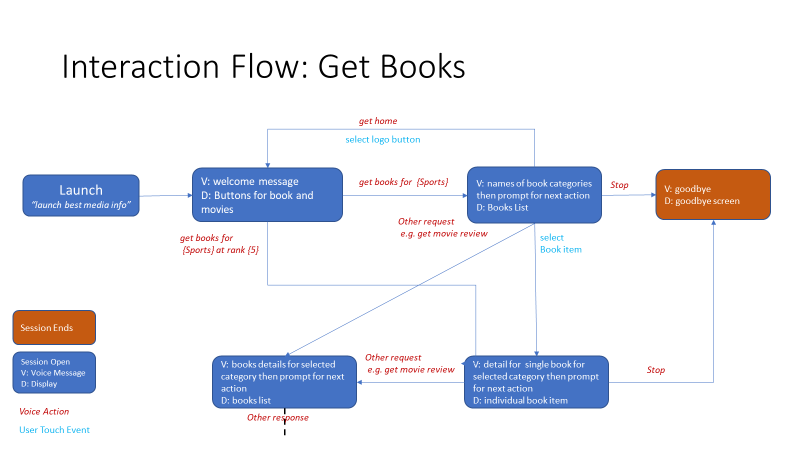 Interaction Flow: Get Books
get home
select logo button
Launch
“launch best media info”
V: welcome message
D: Buttons for book and
movies
get books for {Sports}
V: names of book categories
then prompt for next action
D: Books List
Stop
V: goodbye
D: goodbye screen
Other request
e.g. get movie review
get books for
{Sports} at rank {5}
select
Book item
Session Ends
Session Open
V: Voice Message
D: Display
Voice Action
User Touch Event
V: books details for selected
category then prompt for next
action
D: books list
Other request
e.g. get movie review
V: detail for single book for
selected category then prompt
for next action
D: individual book item
Stop
Other response